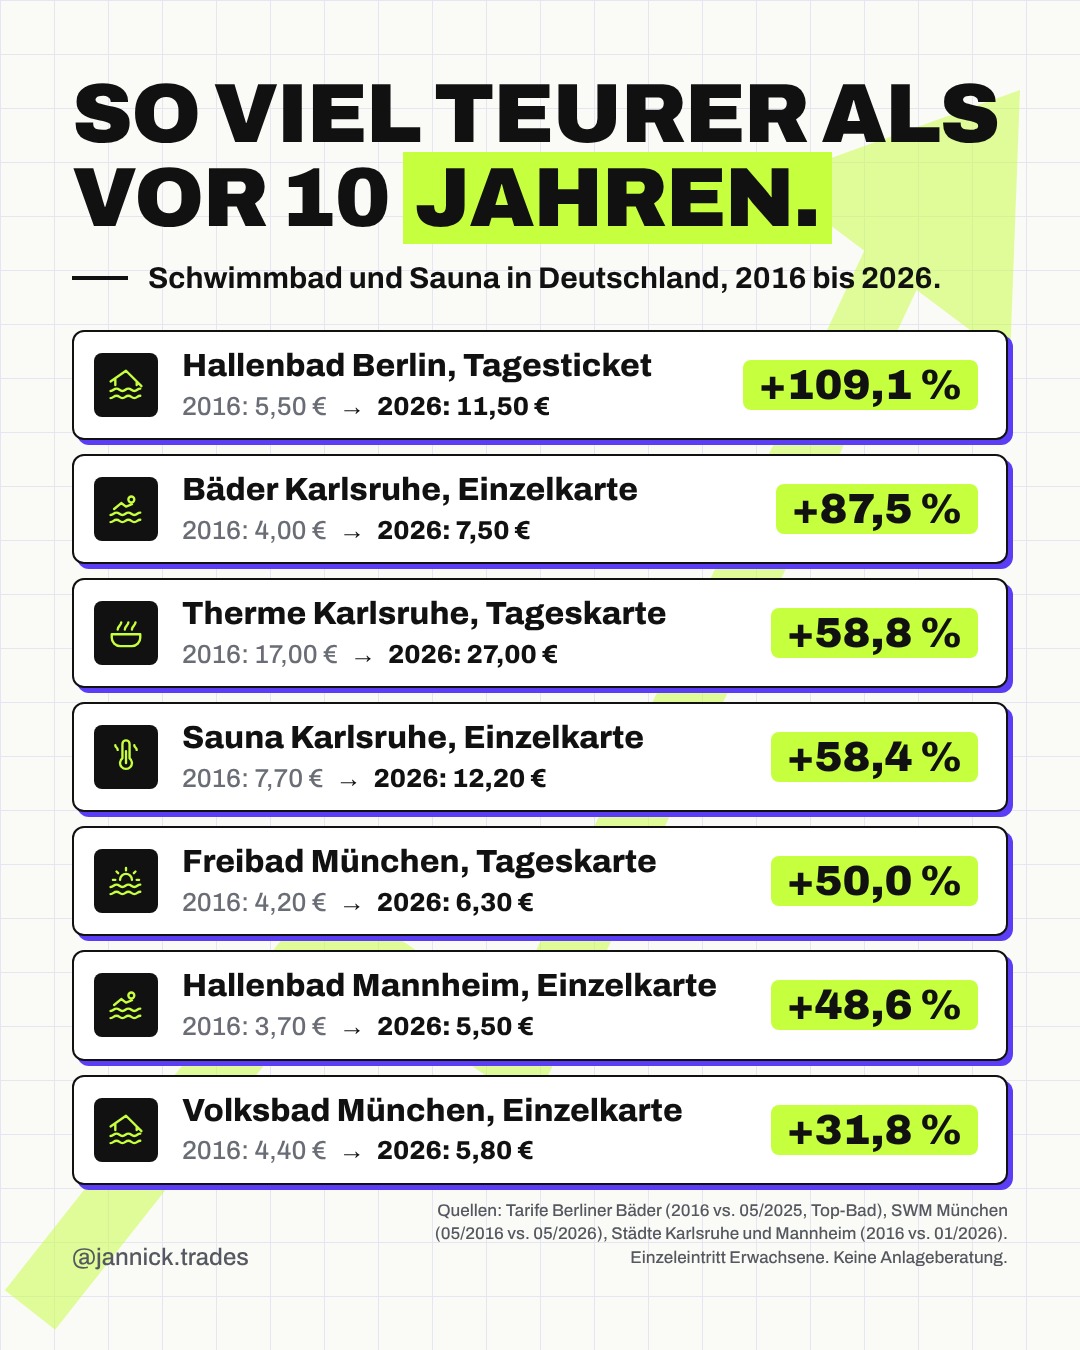 SO VIEL TEURER ALS
VOR 10 JAHREN.
Schwimmbad und Sauna in Deutschland, 2016 bis 2026.
Hallenbad Berlin, Tagesticket
2016: 5,50 € → 2026: 11,50 €
+109,1 %
Bäder Karlsruhe, Einzelkarte
2016: 4,00 € → 2026: 7,50 €
+87,5 %
Therme Karlsruhe, Tageskarte
2016: 17,00 € → 2026: 27,00 €
+58,8 %
Sauna Karlsruhe, Einzelkarte
2016: 7,70 € → 2026: 12,20 €
+58,4 %
Freibad München, Tageskarte
2016: 4,20 € → 2026: 6,30 €
+50,0 %
Hallenbad Mannheim, Einzelkarte
2016: 3,70 € → 2026: 5,50 €
+48,6 %
Volksbad München, Einzelkarte
2016: 4,40 € → 2026: 5,80 €
+31,8 %
Quellen: Tarife Berliner Bäder (2016 vs. 05/2025, Top-Bad), SWM München
(05/2016 vs. 05/2026), Städte Karlsruhe und Mannheim (2016 vs. 01/2026).
Einzeleintritt Erwachsene. Keine Anlageberatung.
@jannick.trades